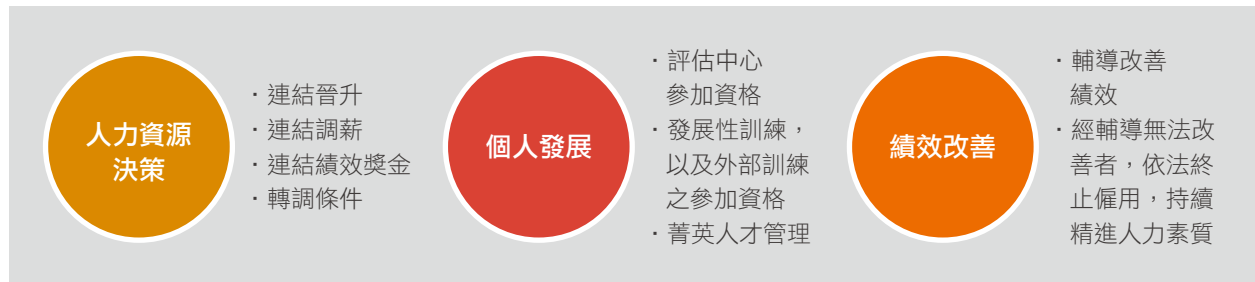 人力資源
決策
・連結晉升
・連結調薪
・連結績效獎金
・轉調條件
個人發展
・評估中心
參加資格
・發展性訓練，
以及外部訓練
之參加資格
・菁英人才管理
績效改善
・輔導改善
績效
・經輔導無法改
善者，依法終
止僱用，持續
精進人力素質